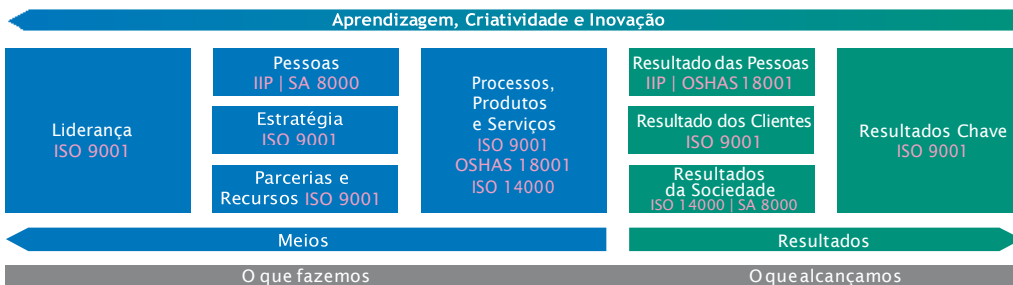 Aprendizagem, Criatividade e Inovação
Liderança
ISO 9001
Pessoas
IIP | SA 8000
Estratégia
ISO 9001
Parcerias e
Recursos ISO 9001
Processos,
Produtos
e Serviços
ISO 9001
OSHAS 18001
ISO 14000
Resultado das Pessoas
IIP | OSHAS 18001
Resultado dos Clientes
ISO 9001
Resultados
da Sociedade
ISO 14000 | SA 8000
Resultados Chave
ISO 9001
Meios
Resultados
O que fazemos
O que alcançamos